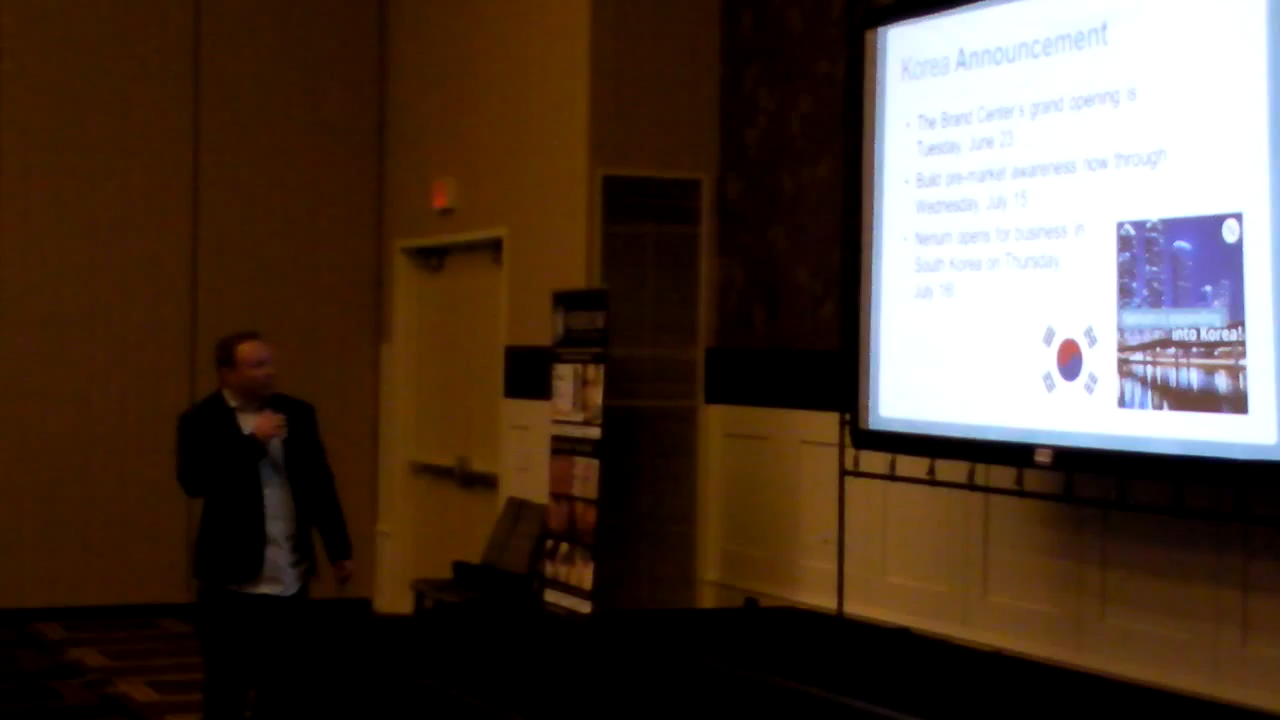 Korea Announcement
• The Brand Center's grand opening is
Tuesday, June 23
• Build pre-market awareness now through
Wednesday, July 15
• Nerium opens for business in
South Korea on Thursday,
July 16
into Korea!